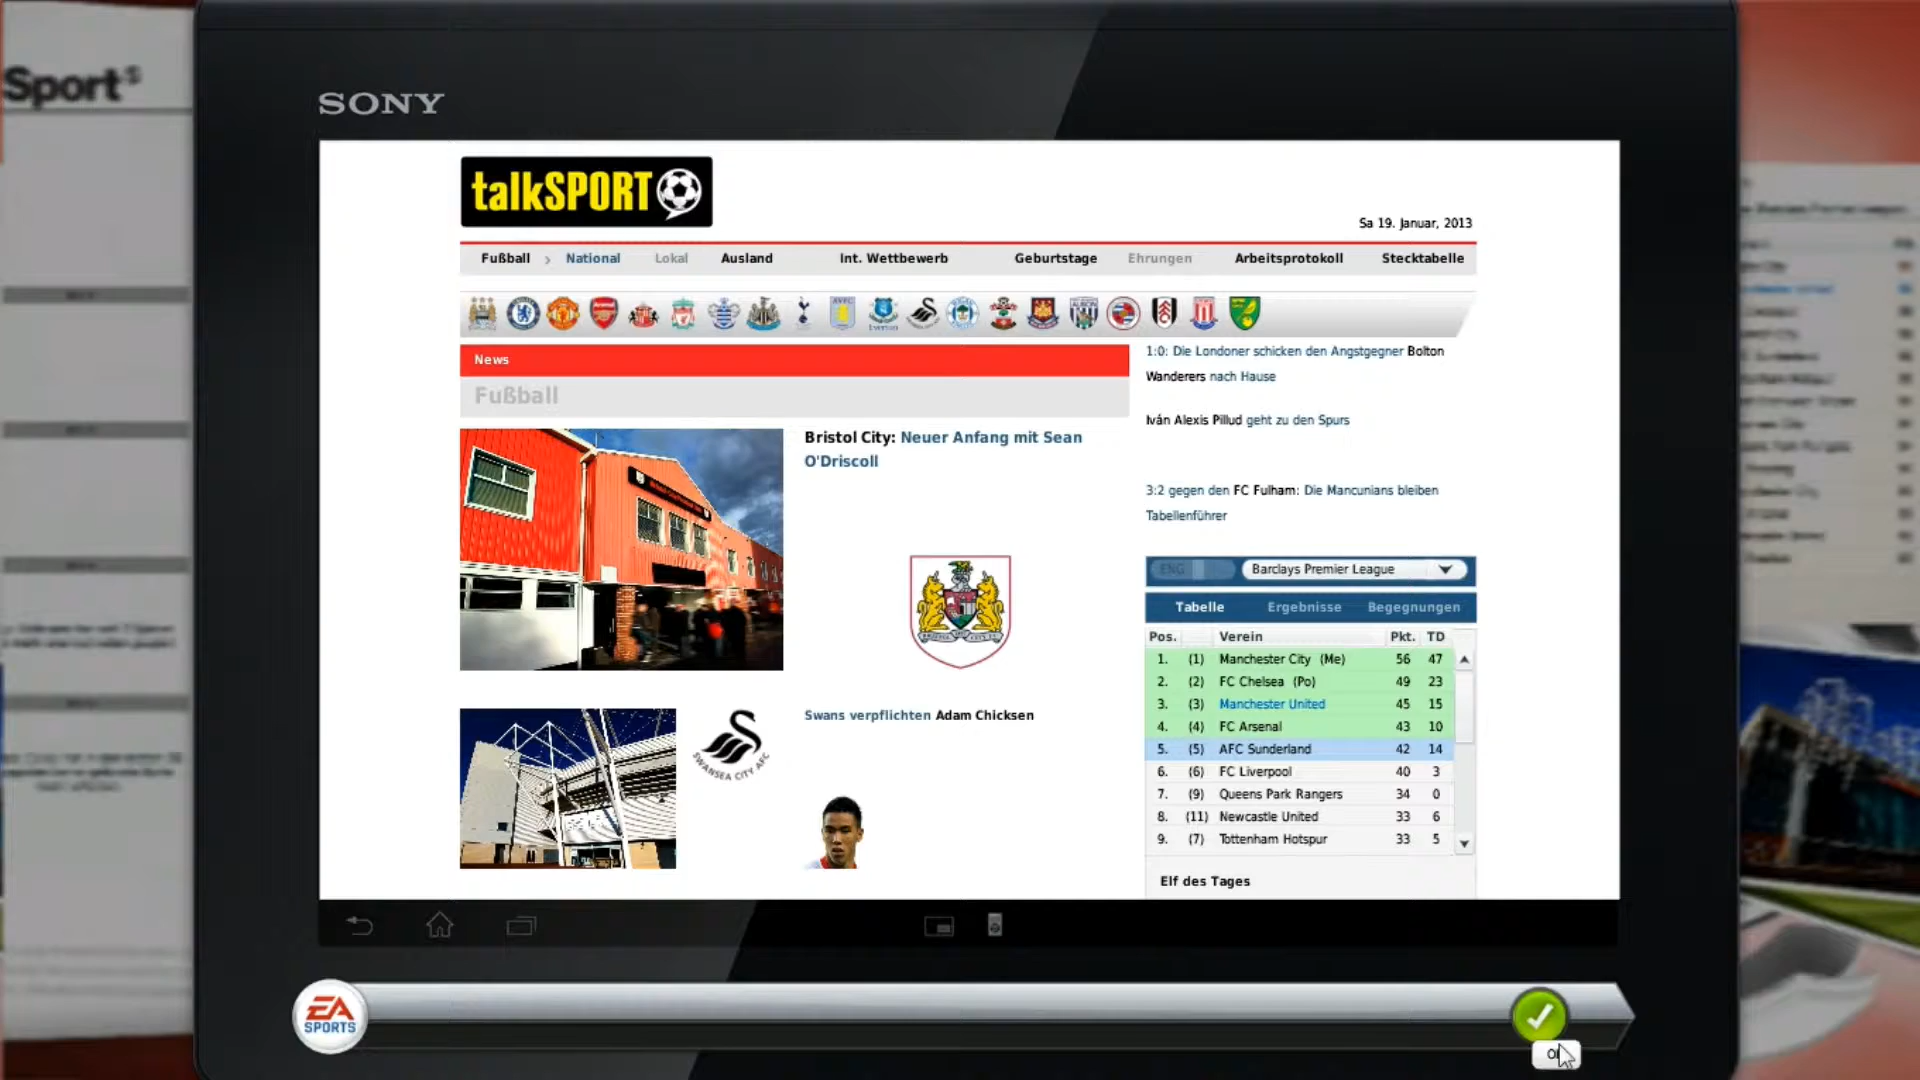 Sports
SONY
talkSPORT
Sa 19. Januar, 2013
Fußball > National Lokal Ausland Int. Wettbewerb Geburtstage Ehrungen Arbeitsprotokoll Stecktabelle
News
Fußball
Bristol City: Neuer Anfang mit Sean
O'Driscoll
Swans verpflichten Adam Chicksen
SWANSEA CITY AFC
1:0: Die Londoner schicken den Angstgegner Bolton
Wanderers nach Hause
Iván Alexis Pillud geht zu den Spurs
3:2 gegen den FC Fulham: Die Mancunians bleiben
Tabellenführer
ENG Barclays Premier League
Tabelle Ergebnisse Begegnungen
Pos. Verein Pkt. TD
1. (1) Manchester City (Me) 56 47
2. (2) FC Chelsea (Po) 49 23
3. (3) Manchester United 45 15
4. (4) FC Arsenal 43 10
5. (5) AFC Sunderland 42 14
6. (6) FC Liverpool 40 3
7. (9) Queens Park Rangers 34 0
8. (11) Newcastle United 33 6
9. (7) Tottenham Hotspur 33 5
Elf des Tages
EA
SPORTS